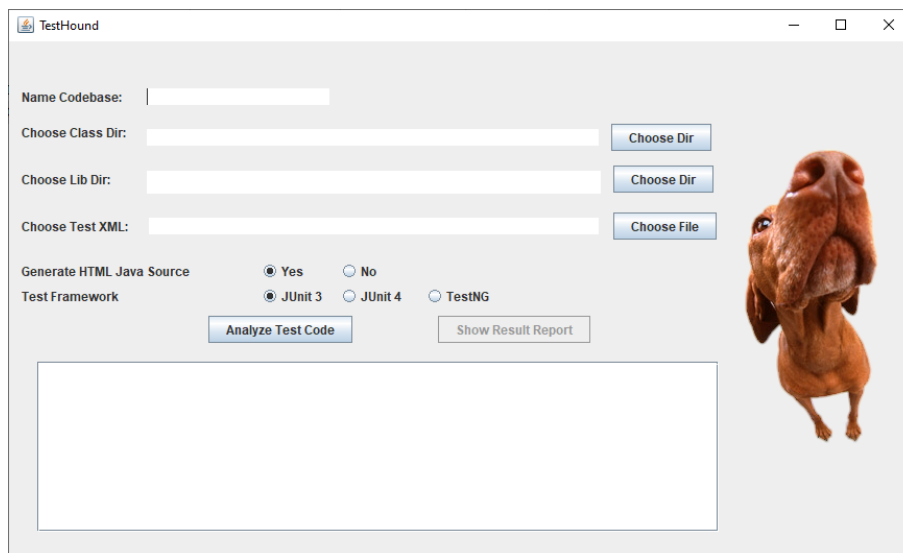 TestHound
Name Codebase:
Choose Class Dir: Choose Dir
Choose Lib Dir: Choose Dir
Choose Test XML: Choose File
Generate HTML Java Source Yes No
Test Framework JUnit 3 JUnit 4 TestNG
Analyze Test Code Show Result Report